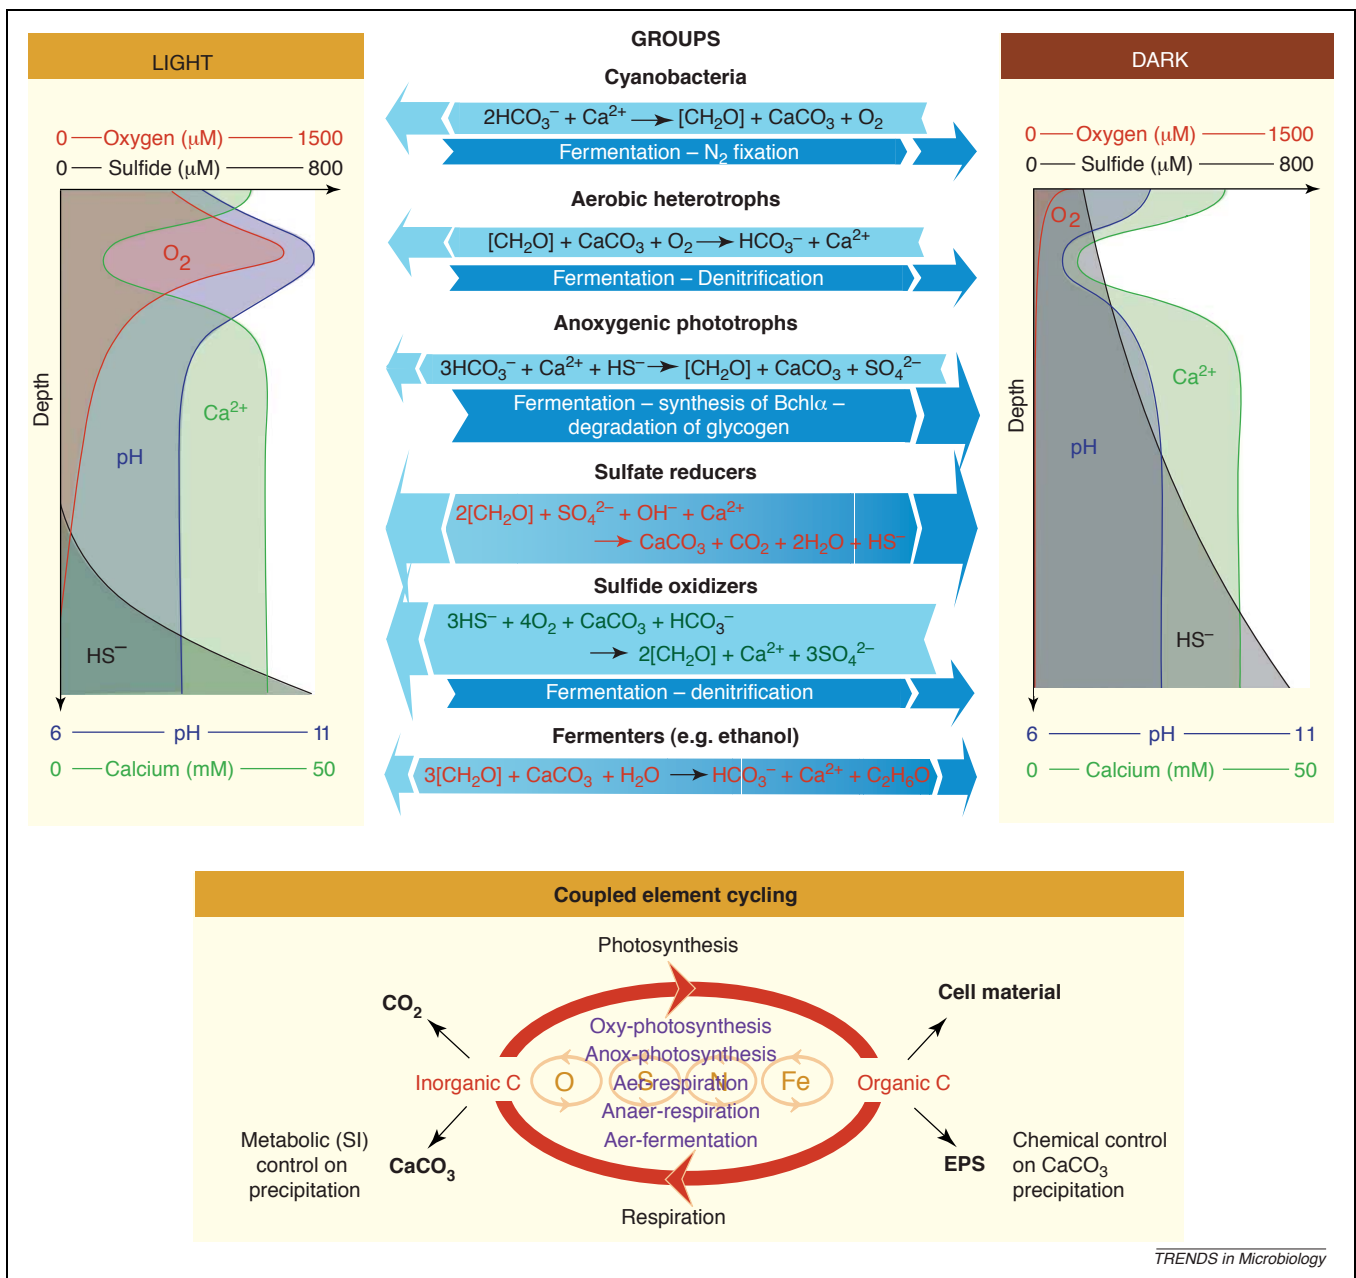 LIGHT
0 Oxygen (μM) 1500
0 Sulfide (μM) 800
Depth
O2
Ca2+
pH
HS−
6 pH 11
0 Calcium (mM) 50
GROUPS
Cyanobacteria
2HCO3− + Ca2+ → [CH2O] + CaCO3 + O2
Fermentation – N2 fixation
Aerobic heterotrophs
[CH2O] + CaCO3 + O2 → HCO3− + Ca2+
Fermentation – Denitrification
Anoxygenic phototrophs
3HCO3− + Ca2+ + HS− → [CH2O] + CaCO3 + SO42−
Fermentation – synthesis of Bchlα –
degradation of glycogen
Sulfate reducers
2[CH2O] + SO42− + OH− + Ca2+
→ CaCO3 + CO2 + 2H2O + HS−
Sulfide oxidizers
3HS− + 4O2 + CaCO3 + HCO3−
→ 2[CH2O] + Ca2+ + 3SO42−
Fermentation – denitrification
Fermenters (e.g. ethanol)
3[CH2O] + CaCO3 + H2O → HCO3− + Ca2+ + C2H6O
DARK
0 Oxygen (μM) 1500
0 Sulfide (μM) 800
Depth
O2
Ca2+
pH
HS−
6 pH 11
0 Calcium (mM) 50
Coupled element cycling
Photosynthesis
CO2
Cell material
Oxy-photosynthesis
Anox-photosynthesis
Inorganic C
O
S
N
Fe
Organic C
Aer-respiration
Anaer-respiration
Aer-fermentation
Metabolic (SI)
control on
precipitation
CaCO3
EPS
Chemical control
on CaCO3
precipitation
Respiration
TRENDS in Microbiology